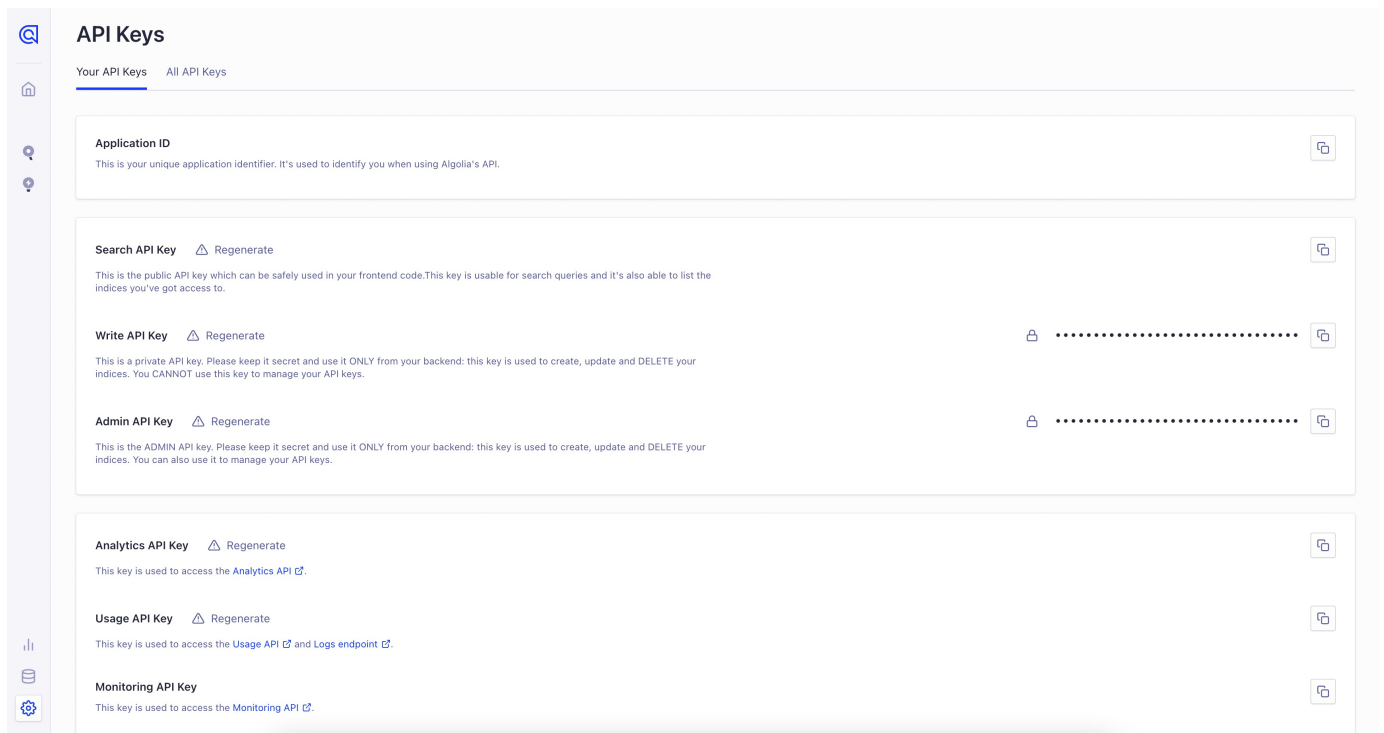 API Keys
Your API Keys
All API Keys
Application ID
This is your unique application identifier. It's used to identify you when using Algolia's API.
Search API Key
Regenerate
This is the public API key which can be safely used in your frontend code.This key is usable for search queries and it's also able to list the
indices you've got access to.
Write API Key
Regenerate
This is a private API key. Please keep it secret and use it ONLY from your backend: this key is used to create, update and DELETE your
indices. You CANNOT use this key to manage your API keys.
Admin API Key
Regenerate
This is the ADMIN API key. Please keep it secret and use it ONLY from your backend: this key is used to create, update and DELETE your
indices. You can also use it to manage your API keys.
Analytics API Key
Regenerate
This key is used to access the Analytics API.
Usage API Key
Regenerate
This key is used to access the Usage API and Logs endpoint.
Monitoring API Key
This key is used to access the Monitoring API.